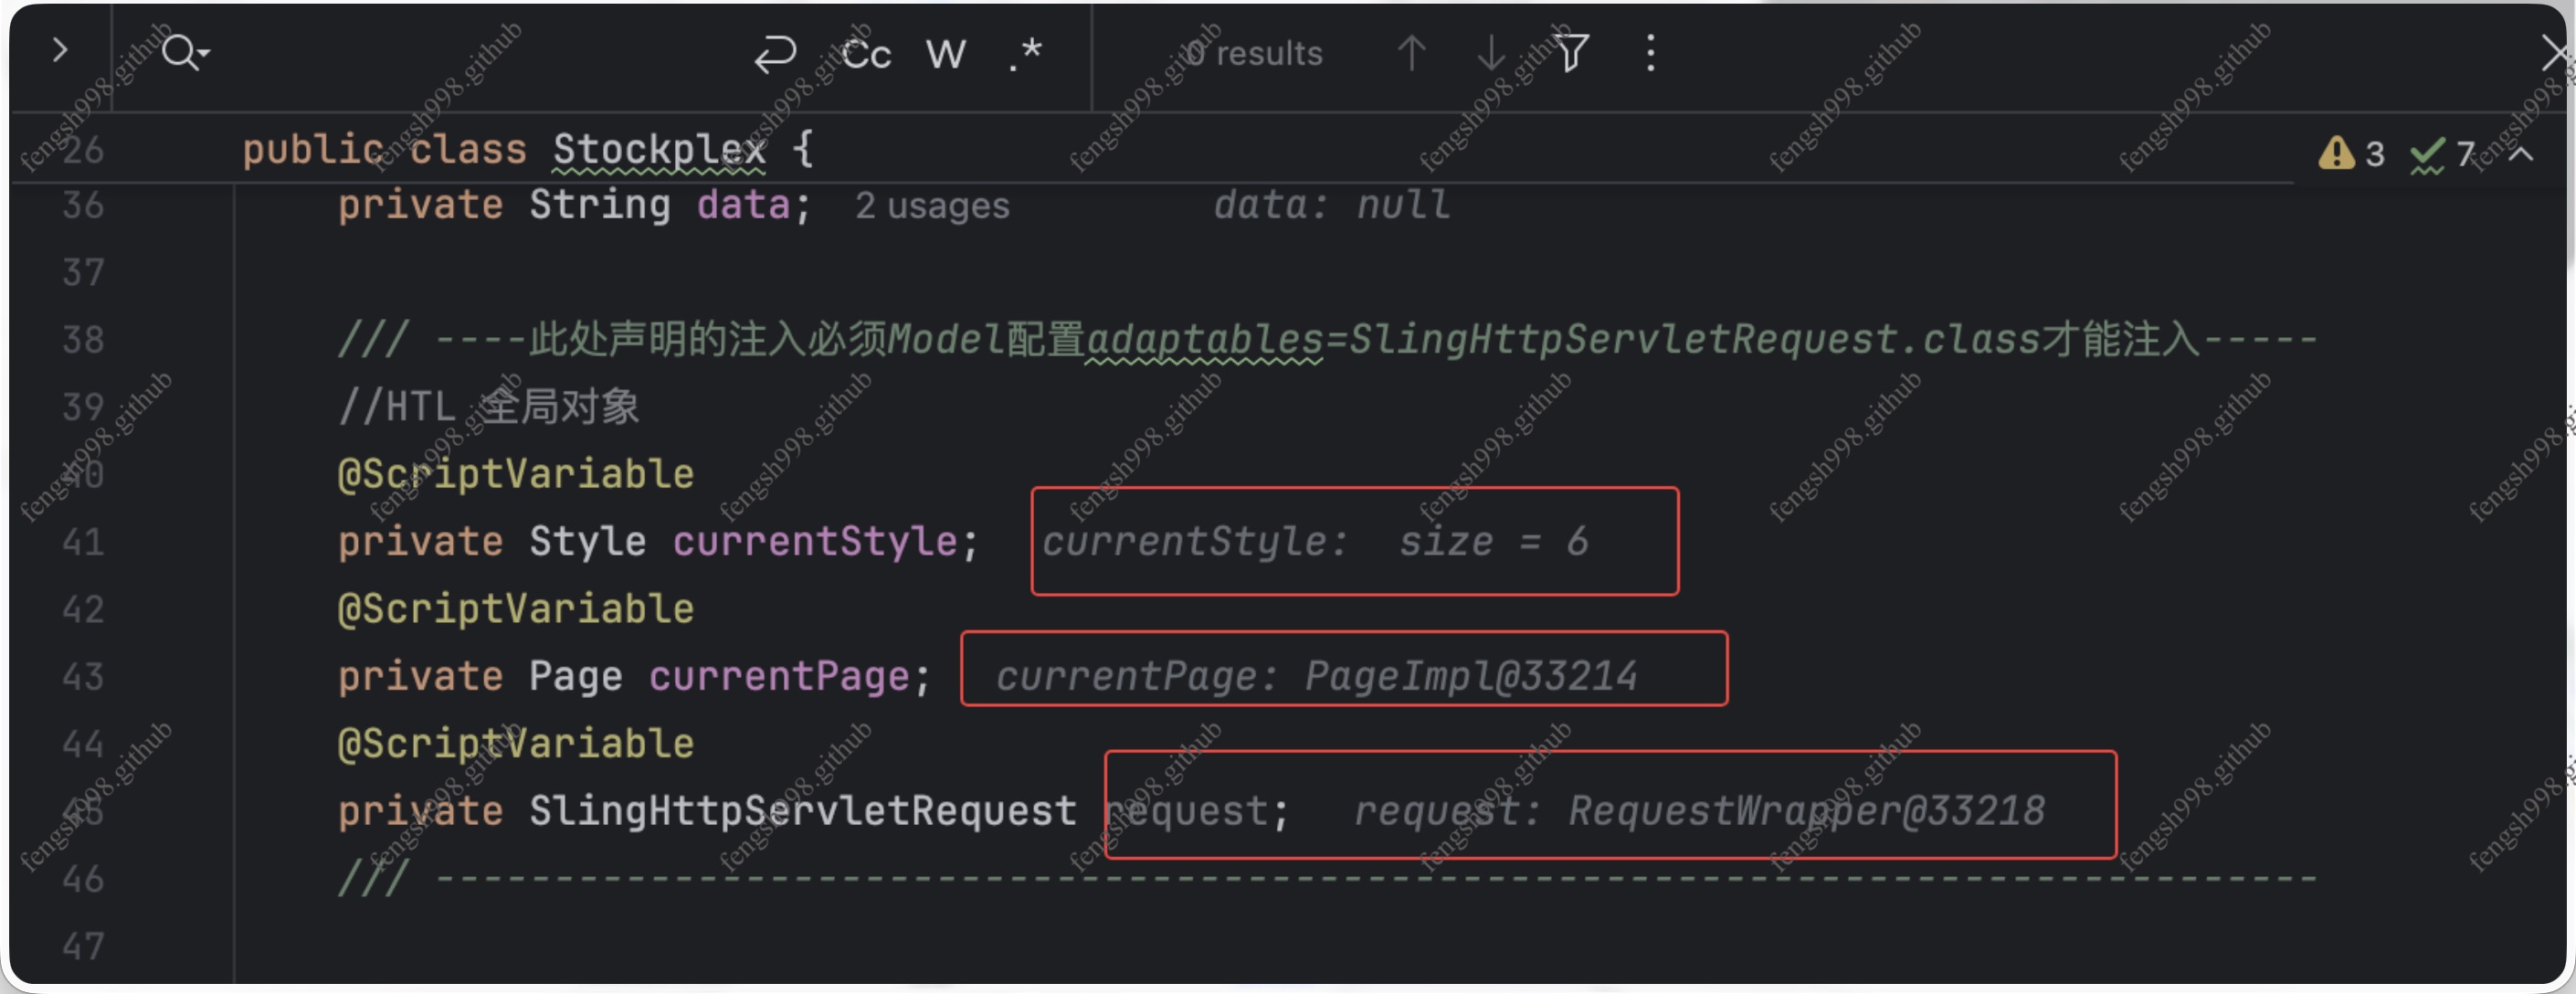 Cc W .* 0 results
26 public class Stockplex { 3 7
36 private String data; 2 usages data: null
37
38 /// ----此处声明的注入必须Model配置adaptables=SlingHttpServletRequest.class才能注入-----
39 //HTL 全局对象
40 @ScriptVariable
41 private Style currentStyle; currentStyle: size = 6
42 @ScriptVariable
43 private Page currentPage; currentPage: PageImpl@33214
44 @ScriptVariable
45 private SlingHttpServletRequest request; request: RequestWrapper@33218
46 /// --------------------------------------------------------------------------------
47
fengsh998.github